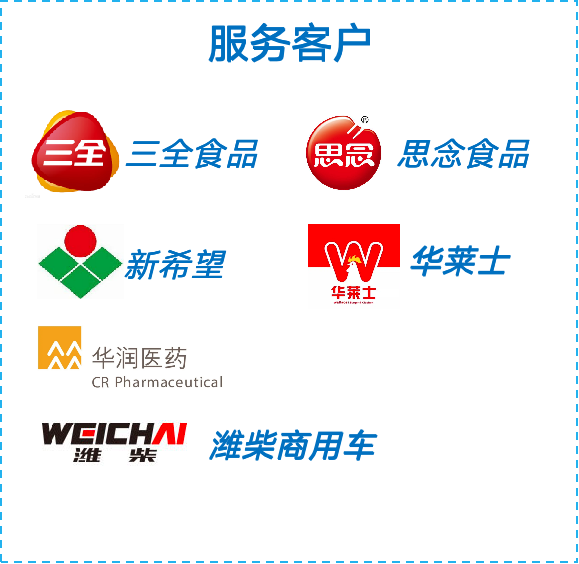 服务客户
三全 三全食品
思念® 思念食品
新希望
华莱士 华莱士
华润医药
CR Pharmaceutical
WEICHAI
潍柴 潍柴商用车